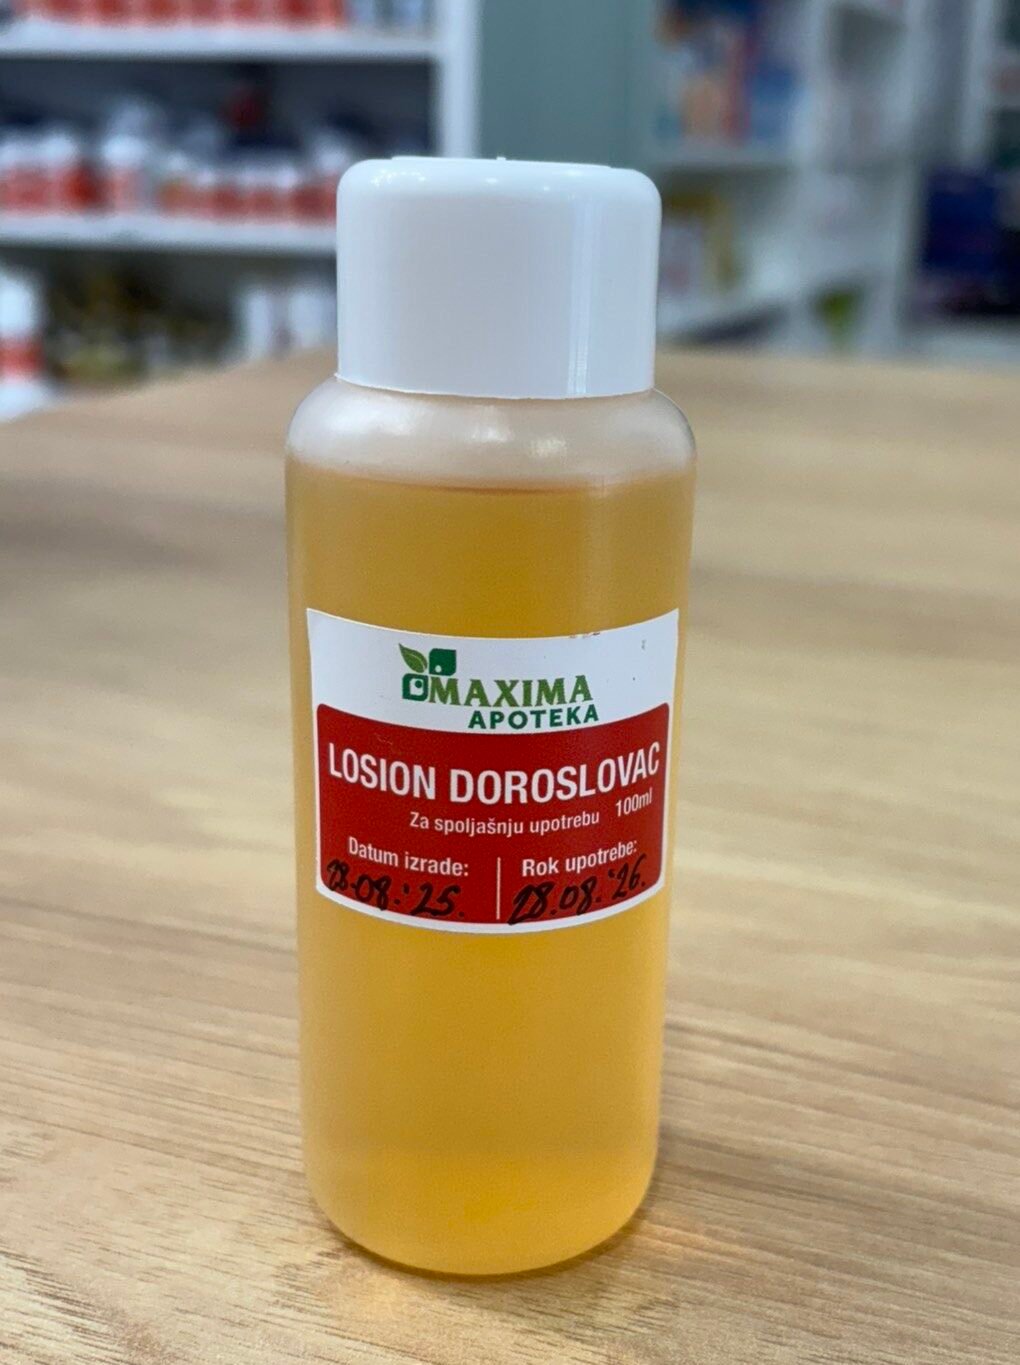 MAXIMA
APOTEKA
LOSION DOROSLOVAC
Za spoljašnju upotrebu 100ml
Datum izrade: Rok upotrebe:
28.08.'25. 28.08.'26.